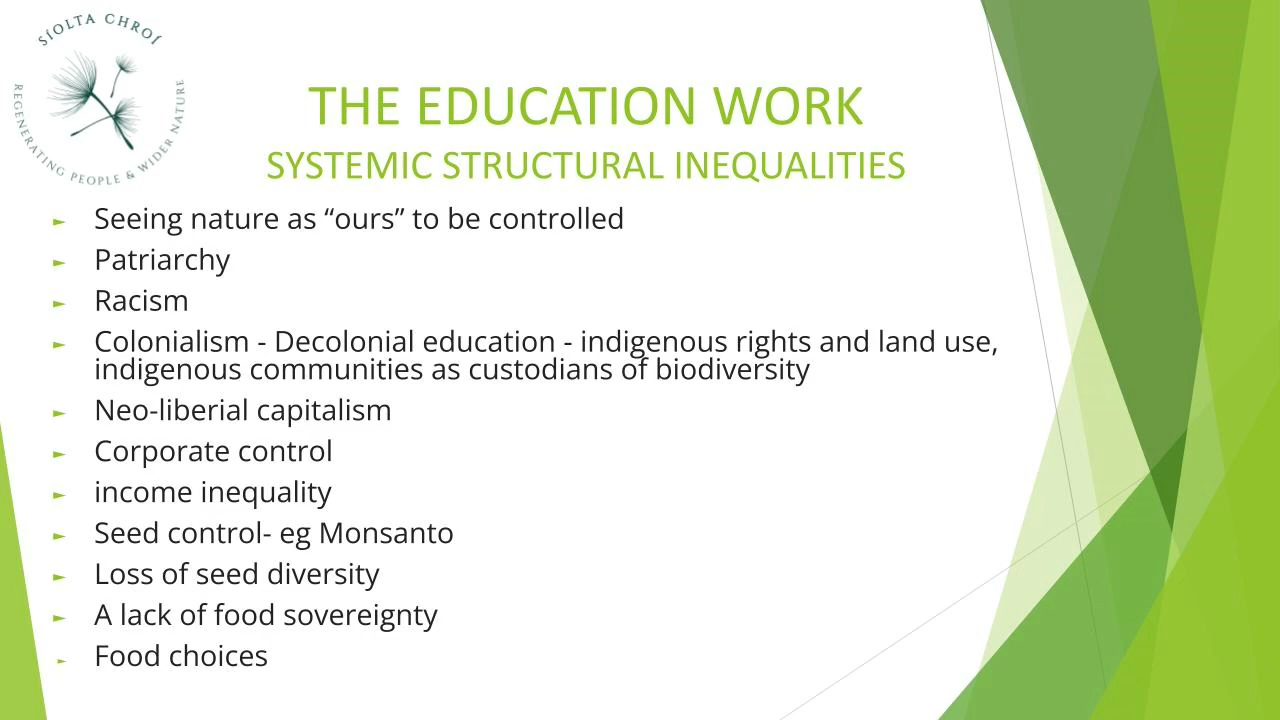 SÍOLTA CHROÍ
REGENERATING PEOPLE & WIDER NATURE
THE EDUCATION WORK
SYSTEMIC STRUCTURAL INEQUALITIES
► Seeing nature as “ours” to be controlled
► Patriarchy
► Racism
► Colonialism - Decolonial education - indigenous rights and land use,
indigenous communities as custodians of biodiversity
► Neo-liberial capitalism
► Corporate control
► income inequality
► Seed control- eg Monsanto
► Loss of seed diversity
► A lack of food sovereignty
► Food choices